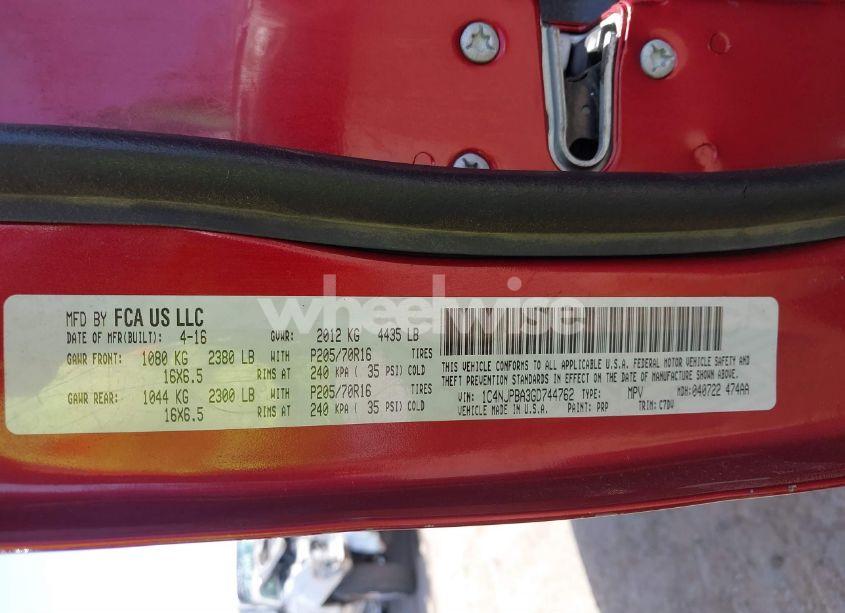 wheelwise
MFD BY FCA US LLC
DATE OF MFR(BUILT): 4-16 GVWR: 2012 KG 4435 LB
GAWR FRONT: 1080 KG 2380 LB WITH P205/70R16 TIRES
16X6.5 RIMS AT 240 KPA ( 35 PSI) COLD
GAWR REAR: 1044 KG 2300 LB WITH P205/70R16 TIRES
16X6.5 RIMS AT 240 KPA ( 35 PSI) COLD
THIS VEHICLE CONFORMS TO ALL APPLICABLE U.S.A. FEDERAL MOTOR VEHICLE SAFETY AND
THEFT PREVENTION STANDARDS IN EFFECT ON THE DATE OF MANUFACTURE SHOWN ABOVE.
VIN: 1C4NJPBA3GD744762 TYPE: MPV MDH:040722 474AA
VEHICLE MADE IN U.S.A. PAINT: PRP TRIM: C7DV